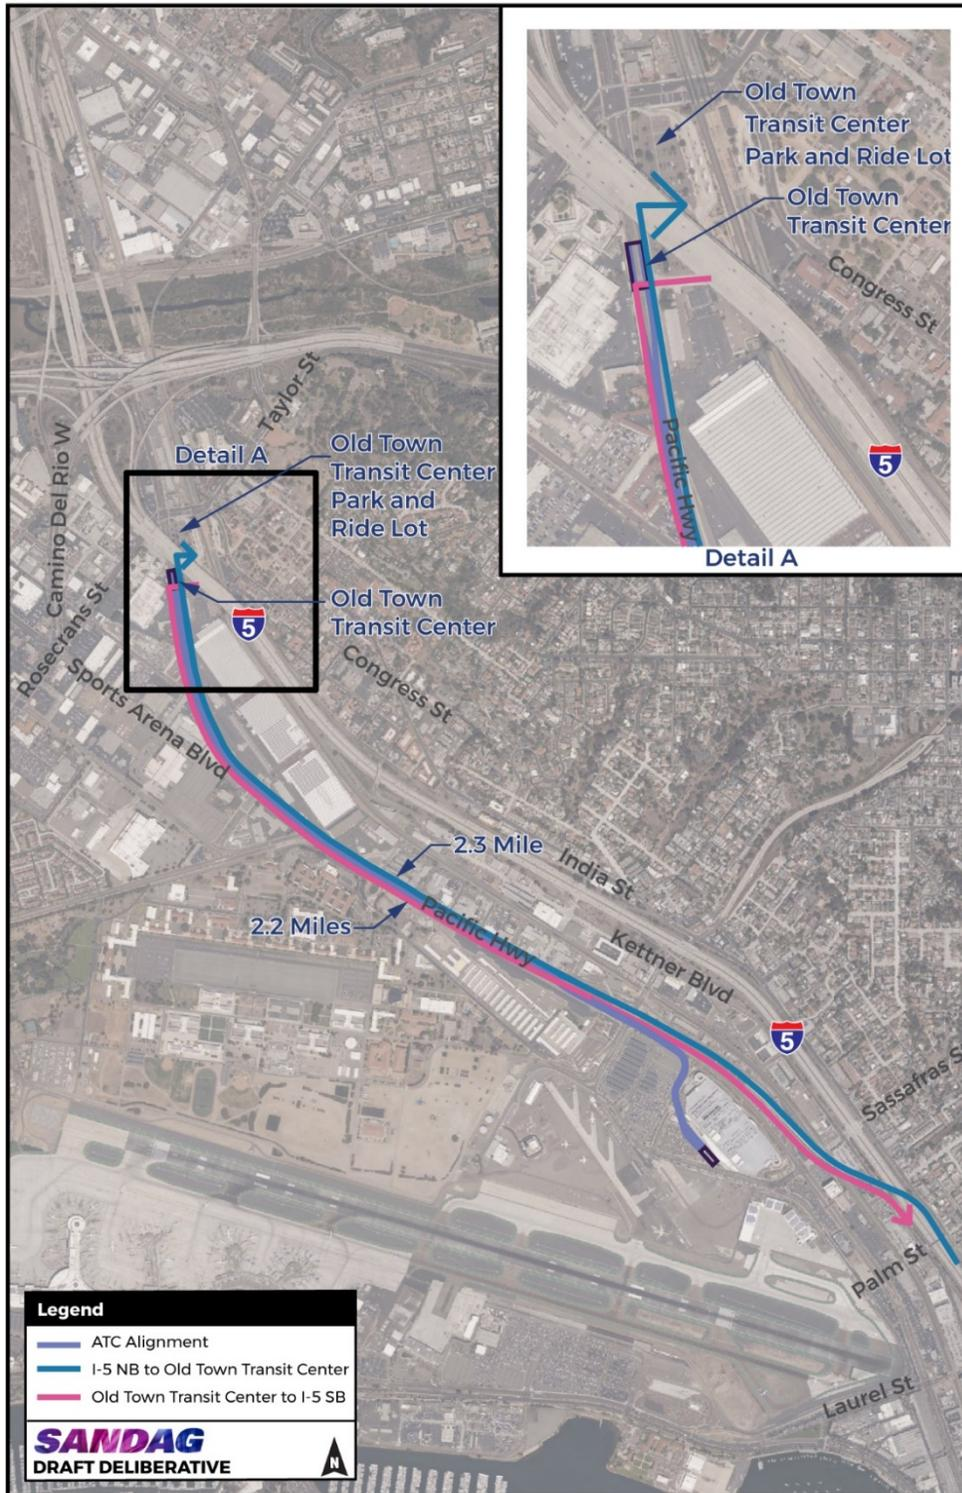 Old Town
Transit Center
Park and Ride Lot
Old Town
Transit Center
Congress St
Pacific Hwy
5
Detail A
Taylor St
Camino Del Rio W
Detail A
Old Town
Transit Center
Park and
Ride Lot
Rosecrans St
Old Town
Transit Center
5
Sports Arena Blvd
Congress St
2.3 Mile
India St
2.2 Miles
Pacific Hwy
Kettner Blvd
5
Sassafras S
Palm St
Laurel St
Legend
ATC Alignment
I-5 NB to Old Town Transit Center
Old Town Transit Center to I-5 SB
SANDAG
DRAFT DELIBERATIVE
N